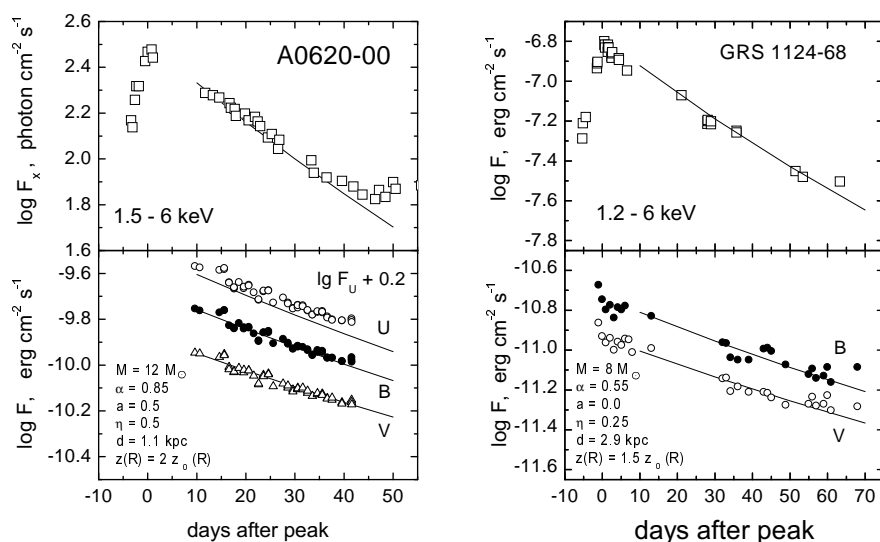 A0620-00
log Fₓ , photon cm⁻² s⁻¹
2.6
2.4
2.2
2.0
1.8
1.6
1.5 - 6 keV
log F, erg cm⁻² s⁻¹
-9.6
-9.8
-10.0
-10.2
-10.5
lg F_U + 0.2
U
B
V
M = 12 M
α = 0.85
a = 0.5
η = 0.5
d = 1.1 kpc
z(R) = 2 z₀ (R)
-10 0 10 20 30 40 50
days after peak
GRS 1124-68
log F, erg cm⁻² s⁻¹
-6.8
-7.0
-7.2
-7.4
-7.6
-7.8
1.2 - 6 keV
log F, erg cm⁻² s⁻¹
-10.6
-10.8
-11.0
-11.2
-11.4
-11.6
B
V
M = 8 M
α = 0.55
a = 0.0
η = 0.25
d = 2.9 kpc
z(R) = 1.5 z₀ (R)
-10 0 10 20 30 40 50 60 70
days after peak